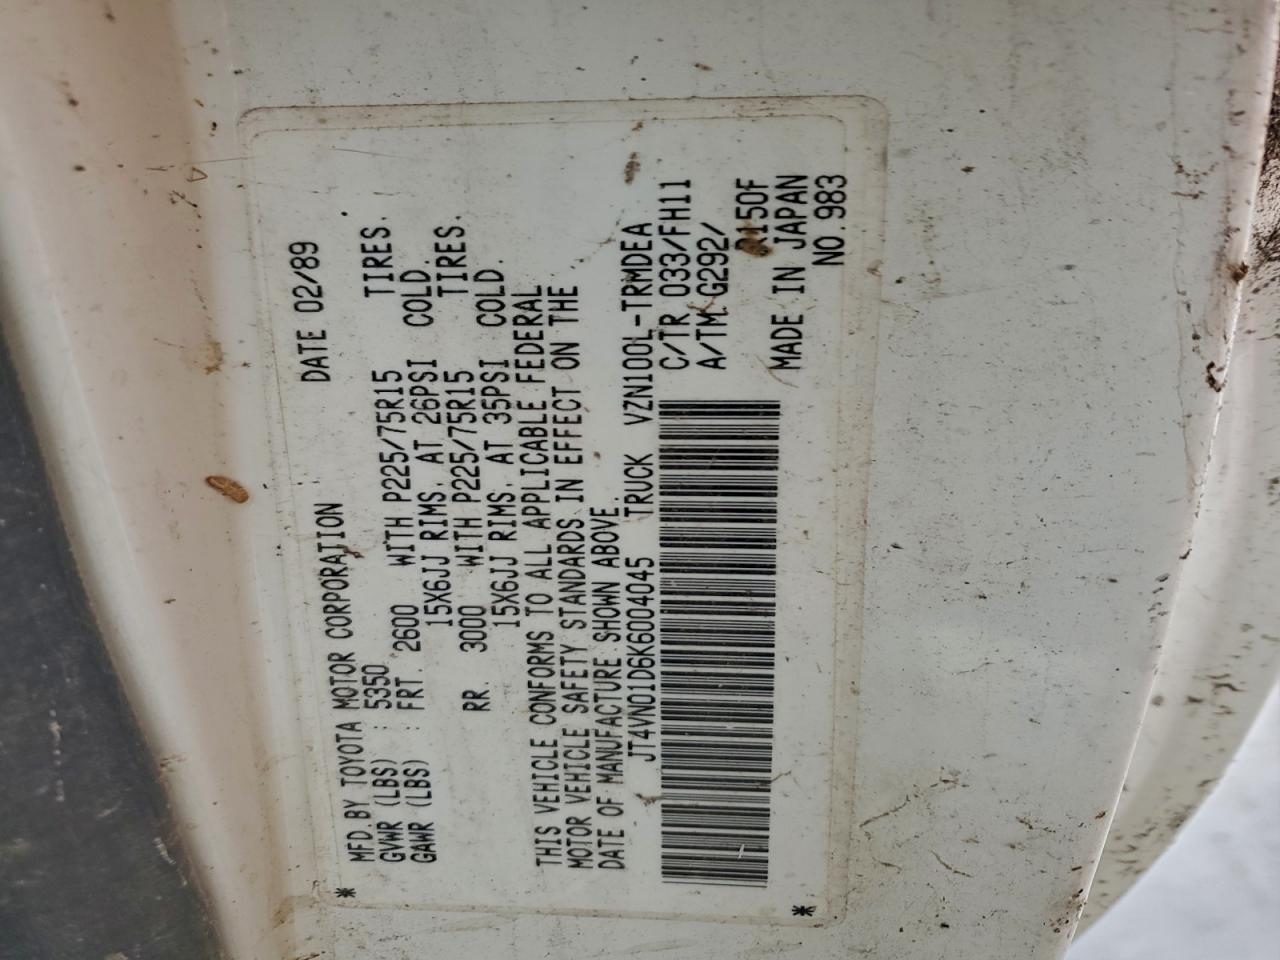 MFD.BY TOYOTA MOTOR CORPORATION DATE 02/89
GVWR (LBS) : 5350
GAWR (LBS) : FRT. 2600 WITH P225/75R15 TIRES.
15X6JJ RIMS, AT 26PSI COLD.
RR. 3000 WITH P225/75R15 TIRES.
15X6JJ RIMS, AT 35PSI COLD.
THIS VEHICLE CONFORMS TO ALL APPLICABLE FEDERAL
MOTOR VEHICLE SAFETY STANDARDS IN EFFECT ON THE
DATE OF MANUFACTURE SHOWN ABOVE.
JT4VN01D6K6004045 TRUCK VZN100L-TRMDEA
C/TR 033/FH11
A/TM G292/
R150F
MADE IN JAPAN
NO.983